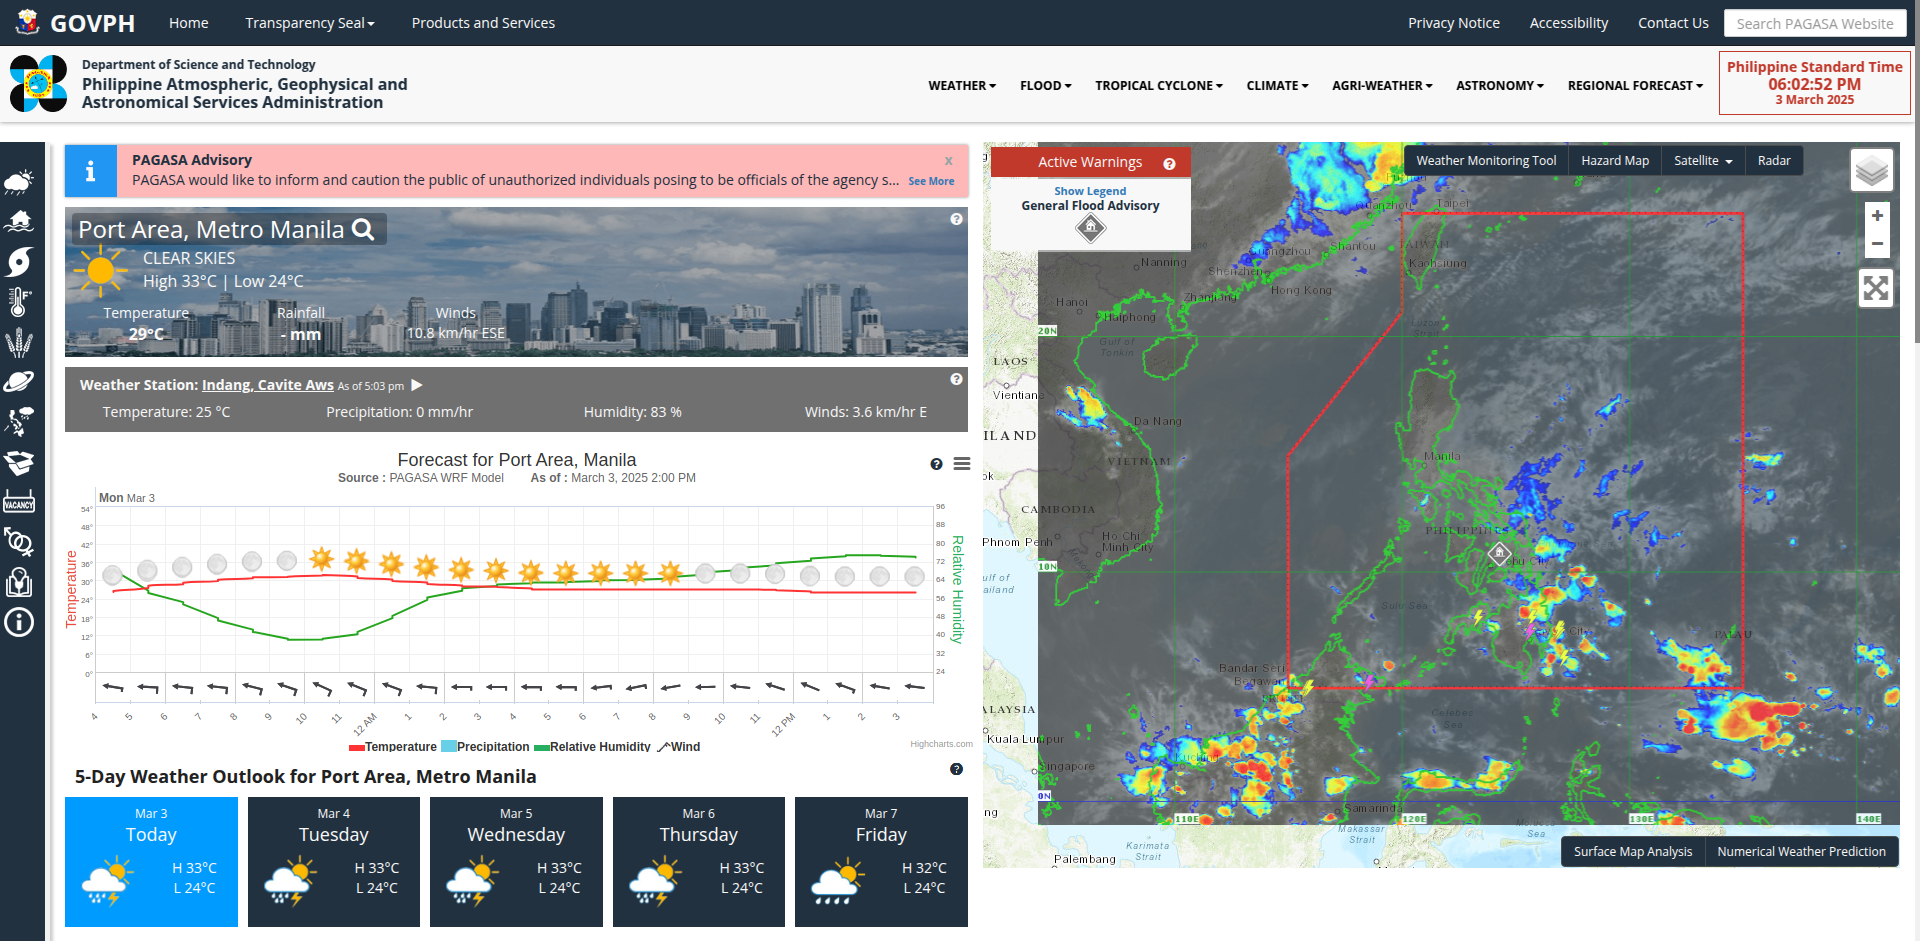 GOVPH
Home
Transparency Seal
Products and Services
Privacy Notice
Accessibility
Contact Us
Search PAGASA Website
Department of Science and Technology
Philippine Atmospheric, Geophysical and
Astronomical Services Administration
WEATHER
FLOOD
TROPICAL CYCLONE
CLIMATE
AGRI-WEATHER
ASTRONOMY
REGIONAL FORECAST
Philippine Standard Time
06:02:52 PM
3 March 2025
PAGASA Advisory
x
PAGASA would like to inform and caution the public of unauthorized individuals posing to be officials of the agency s... See More
Port Area, Metro Manila
CLEAR SKIES
High 33°C | Low 24°C
Temperature
29°C
Rainfall
- mm
Winds
10.8 km/hr ESE
Weather Station: Indang, Cavite Aws As of 5:03 pm
Temperature: 25 °C
Precipitation: 0 mm/hr
Humidity: 83 %
Winds: 3.6 km/hr E
Forecast for Port Area, Manila
Source : PAGASA WRF Model As of : March 3, 2025 2:00 PM
Mon Mar 3
Temperature
54°
48°
42°
36°
30°
24°
18°
12°
6°
0°
96
88
80
72
64
56
48
40
32
24
Relative Humidity
4 5 6 7 8 9 10 11 12 AM 1 2 3 4 5 6 7 8 9 10 11 12 PM 1 2 3
Temperature Precipitation Relative Humidity Wind
Highcharts.com
5-Day Weather Outlook for Port Area, Metro Manila
Mar 3
Today
H 33°C
L 24°C
Mar 4
Tuesday
H 33°C
L 24°C
Mar 5
Wednesday
H 33°C
L 24°C
Mar 6
Thursday
H 33°C
L 24°C
Mar 7
Friday
H 32°C
L 24°C
VACANCY
Active Warnings
Show Legend
General Flood Advisory
Weather Monitoring Tool
Hazard Map
Satellite
Radar
+
−
Taipei
Quanzhou
TAIWAN
Kaohsiung
Shantou
Guangzhou
Shenzhen
Hong Kong
Nanning
Zhanjiang
Hanoi
Haiphong
Gulf of
Tonkin
Luzon
Strait
20N
LAOS
Vientiane
Da Nang
ILAND
VIETNAM
Manila
ok
CAMBODIA
PHILIPPINES
Phnom Penh
Ho Chi
Minh City
10N
ulf of
ailand
Sulu Sea
PALAU
Bandar Seri
Begawan
ALAYSIA
Celebes
Sea
Kuala Lumpur
Kuching
Singapore
0N
Samarinda
ng
110E
120E
130E
140E
Makassar
Strait
Karimata
Strait
Sea
Palembang
Surface Map Analysis
Numerical Weather Prediction